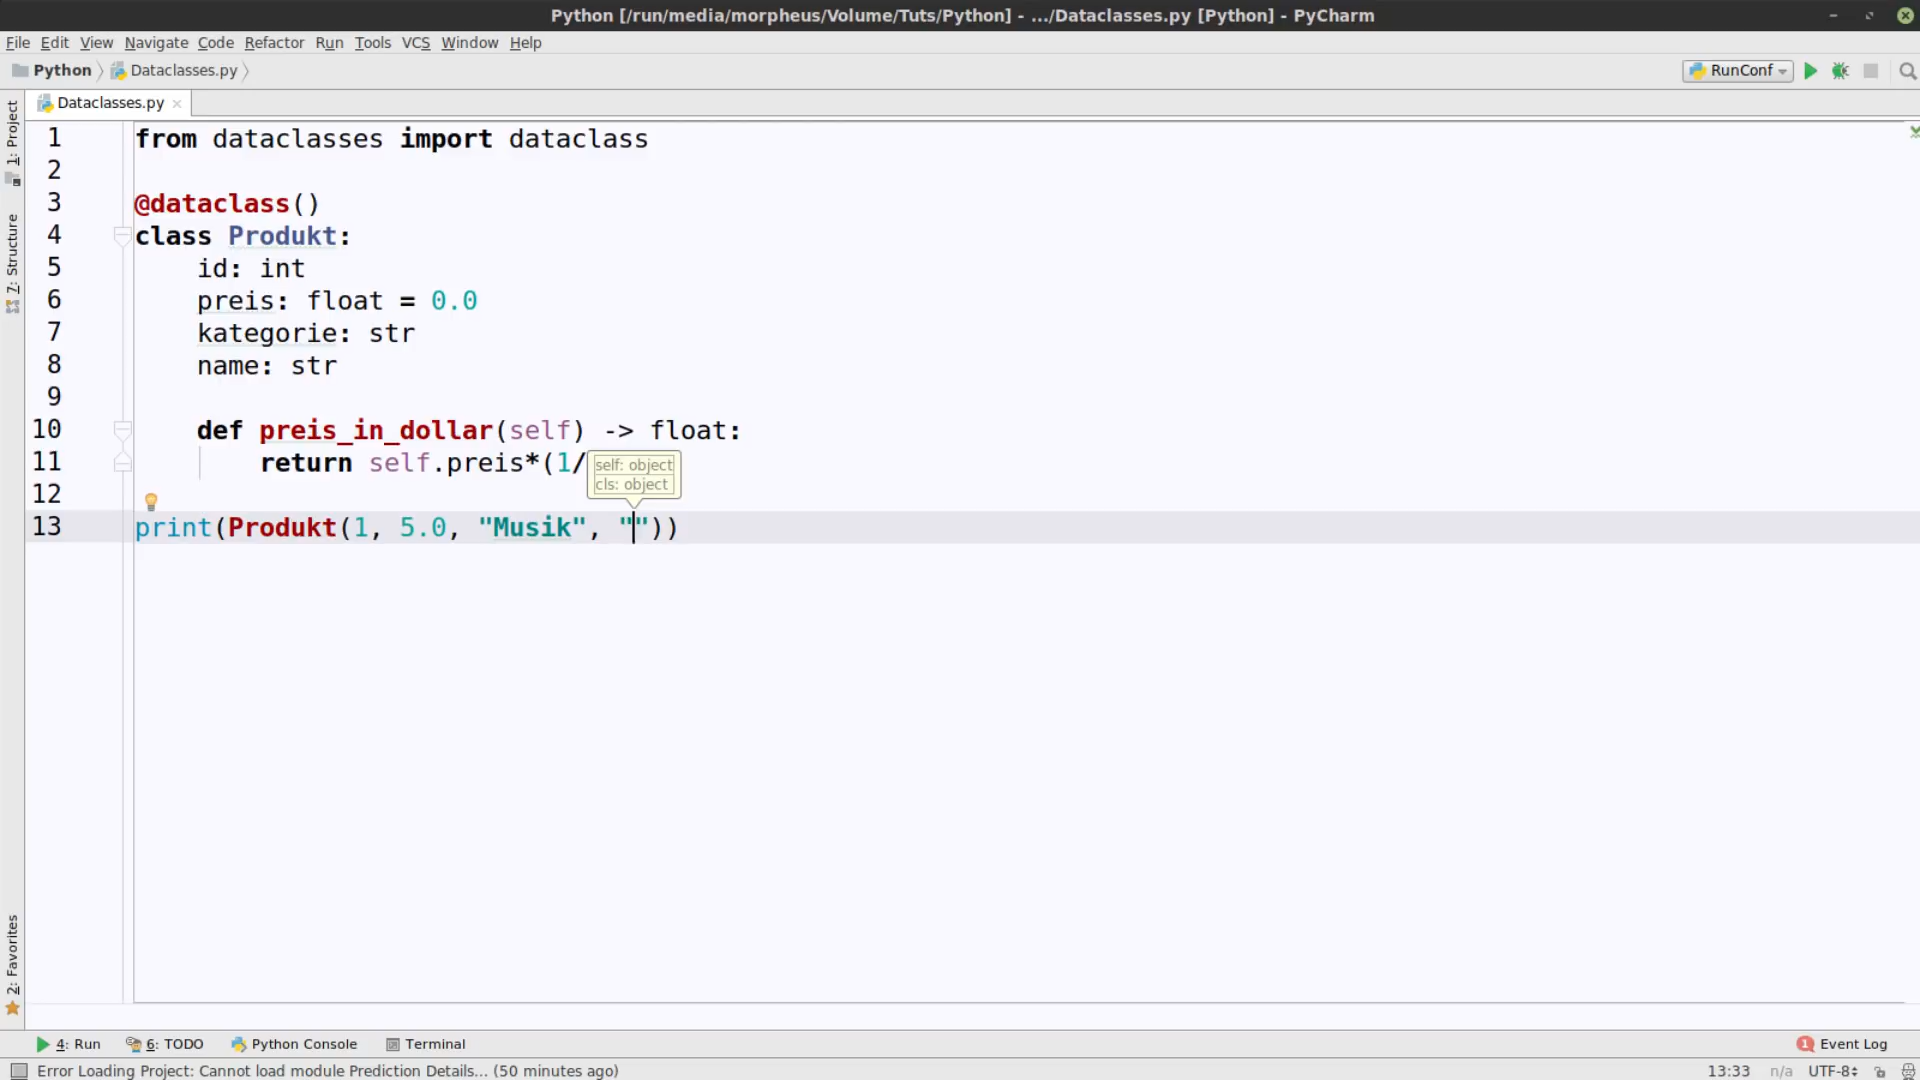 Python [/run/media/morpheus/Volume/Tuts/Python] - .../Dataclasses.py [Python] - PyCharm
File Edit View Navigate Code Refactor Run Tools VCS Window Help
Python Dataclasses.py RunConf
Dataclasses.py
1: Project
7: Structure
2: Favorites
1 from dataclasses import dataclass
2
3 @dataclass()
4 class Produkt:
5 id: int
6 preis: float = 0.0
7 kategorie: str
8 name: str
9
10 def preis_in_dollar(self) -> float:
11 return self.preis*(1/
self: object
cls: object
12
13 print(Produkt(1, 5.0, "Musik", ""))
4: Run 6: TODO Python Console Terminal 1 Event Log
Error Loading Project: Cannot load module Prediction Details... (50 minutes ago) 13:33 n/a UTF-8